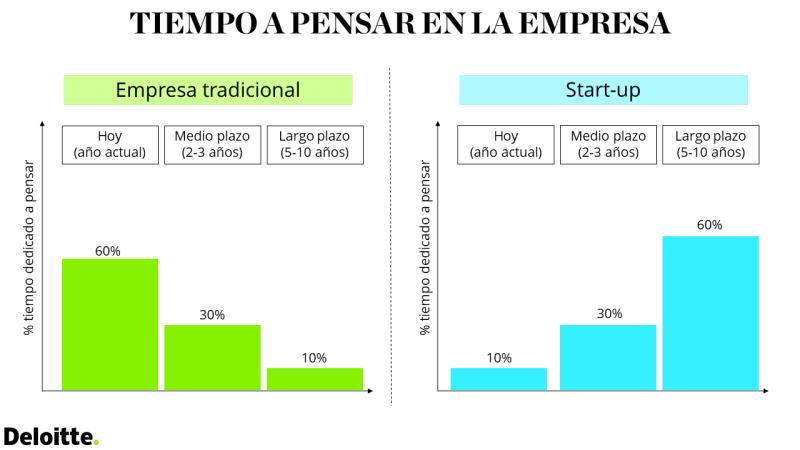 TIEMPO A PENSAR EN LA EMPRESA
Empresa tradicional
% tiempo dedicado a pensar
Hoy
(año actual)
Medio plazo
(2-3 años)
Largo plazo
(5-10 años)
60%
30%
10%
Start-up
% tiempo dedicado a pensar
Hoy
(año actual)
Medio plazo
(2-3 años)
Largo plazo
(5-10 años)
10%
30%
60%
Deloitte.